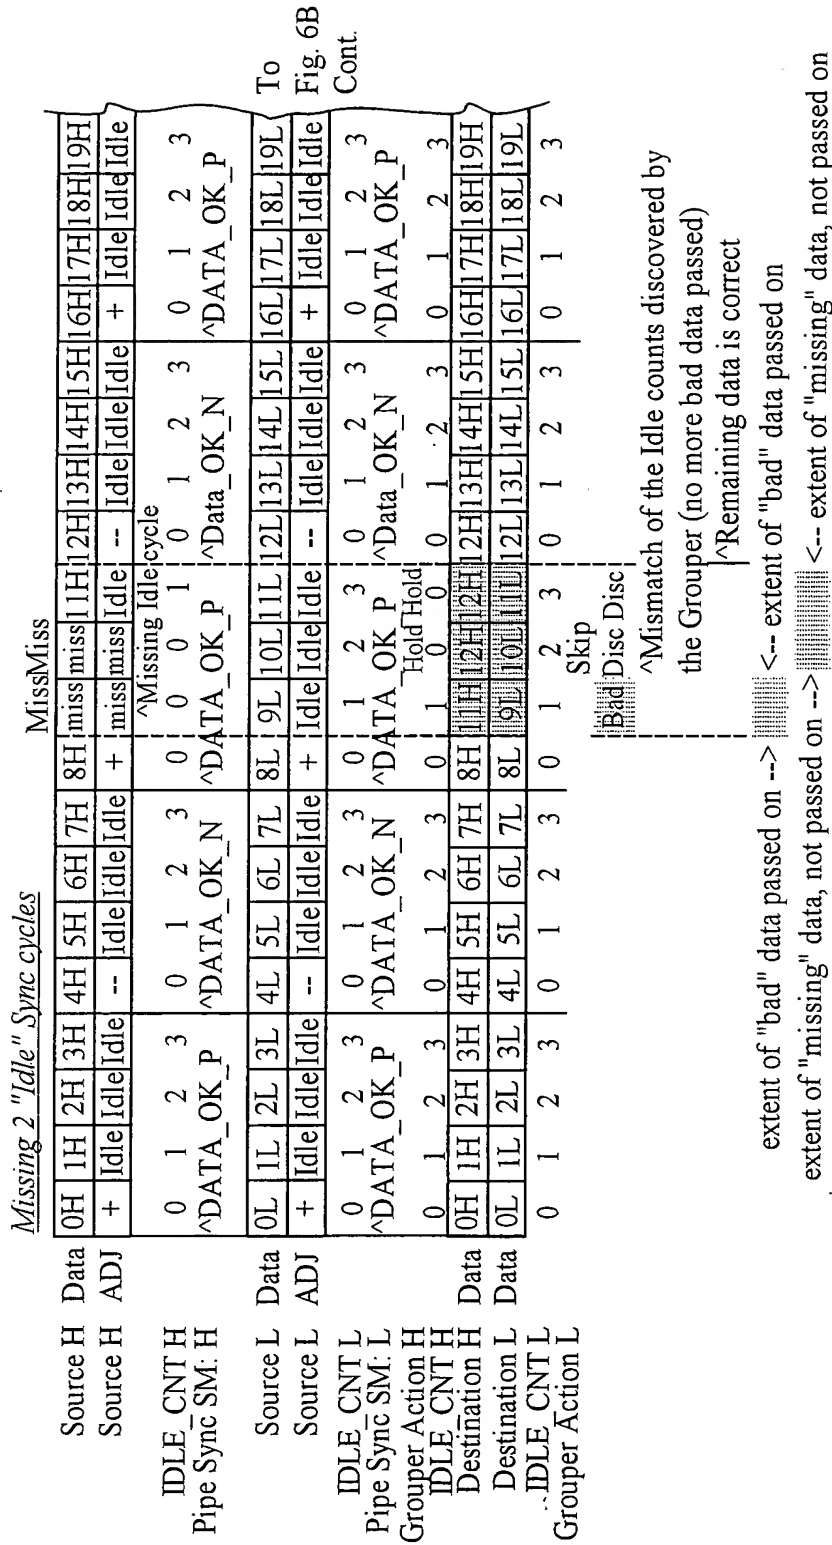 Missing 2 "Idle" Sync cycles
MissMiss
Source H Data 0H 1H 2H 3H 4H 5H 6H 7H 8H miss miss 11H 12H 13H 14H 15H 16H 17H 18H 19H
Source H ADJ + Idle Idle Idle -- Idle Idle Idle + miss miss Idle -- Idle Idle Idle + Idle Idle Idle
^Missing Idle cycle
IDLE_CNT H 0 1 2 3 0 1 2 3 0 0 0 1 0 1 2 3 0 1 2 3
Pipe Sync SM: H ^DATA_OK_P ^DATA_OK_N ^DATA_OK_P ^Data_OK_N ^DATA_OK_P
Source L Data 0L 1L 2L 3L 4L 5L 6L 7L 8L 9L 10L 11L 12L 13L 14L 15L 16L 17L 18L 19L
Source L ADJ + Idle Idle Idle -- Idle Idle Idle + Idle Idle Idle -- Idle Idle Idle + Idle Idle Idle
To
Fig. 6B
Cont.
IDLE_CNT L 0 1 2 3 0 1 2 3 0 1 2 3 0 1 2 3 0 1 2 3
Pipe Sync SM: L ^DATA_OK_P ^DATA_OK_N ^DATA_OK_P ^Data_OK_N ^DATA_OK_P
Grouper Action H Hold Hold
IDLE_CNT H 0 1 2 3 0 1 2 3 0 1 0 0 0 1 2 3 0 1 2 3
Destination H Data 0H 1H 2H 3H 4H 5H 6H 7H 8H 11H 12H 12H 12H 13H 14H 15H 16H 17H 18H 19H
Destination L Data 0L 1L 2L 3L 4L 5L 6L 7L 8L 9L 10L 11L 12L 13L 14L 15L 16L 17L 18L 19L
IDLE_CNT L 0 1 2 3 0 1 2 3 0 1 2 3 0 1 2 3 0 1 2 3
Grouper Action L Skip
Bad Disc Disc
^Mismatch of the Idle counts discovered by
the Grouper (no more bad data passed)
^Remaining data is correct
extent of "bad" data passed on --> <-- extent of "bad" data passed on
extent of "missing" data, not passed on --> <-- extent of "missing" data, not passed on